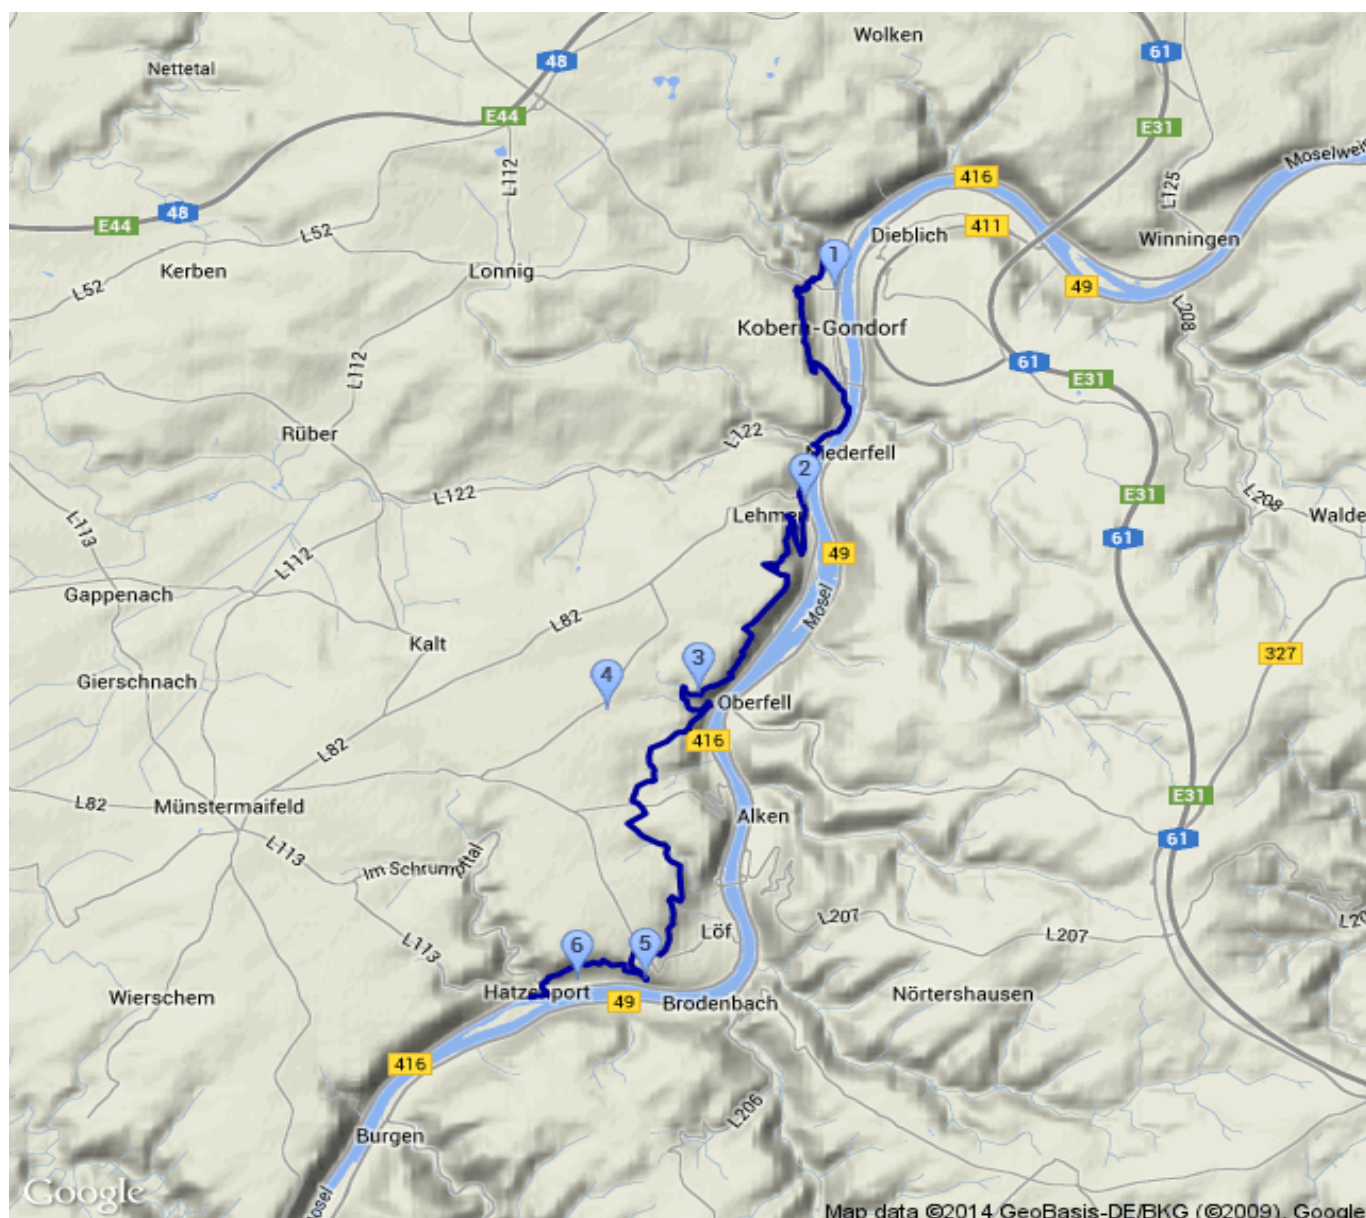 Wolken
61
48
Nettetal
E44
E31
Moselweiß
L112
416
L125
48
E44
L52
411
Dieblich
Winningen
Kerben
Lonnig
1
L52
49
L208
Kobern-Gondorf
L112
61
E31
Rüber
L122
Niederfell
2
L122
E31
L208
Lehmen
Walde
L113
61
49
L112
Gappenach
Mosel
L82
Kalt
327
3
Gierschnach
4
Oberfell
416
L82
E31
L82
Münstermaifeld
Alken
61
L113
Im Schrumpftal
L207
L20
L113
Löf
L207
6
5
Hatzenport
Wierschem
49
Brodenbach
Nörtershausen
416
L206
Burgen
Google
Mosel
Map data ©2014 GeoBasis-DE/BKG (©2009), Google